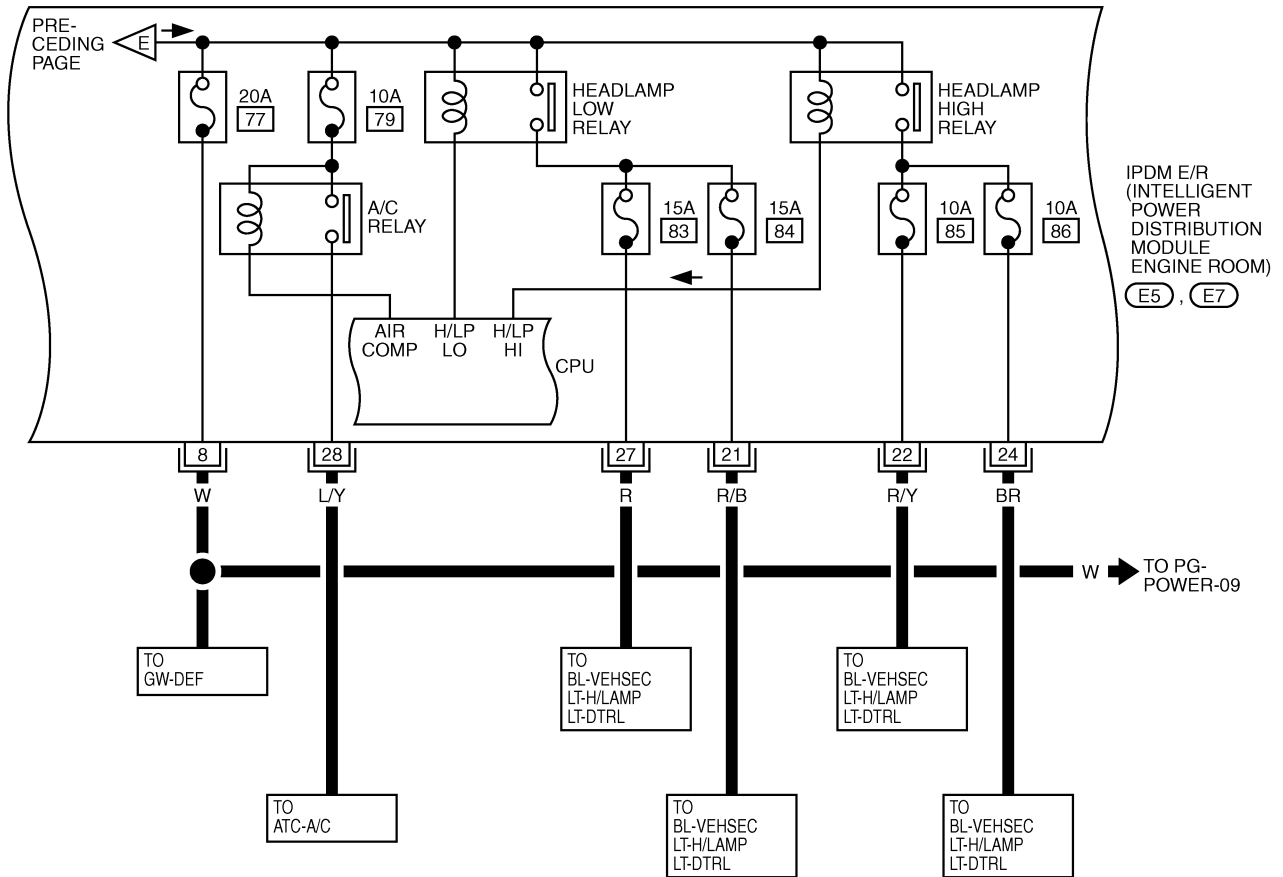 PRE-
CEDING
PAGE
E
20A
77
10A
79
HEADLAMP
LOW
RELAY
HEADLAMP
HIGH
RELAY
A/C
RELAY
15A
83
15A
84
10A
85
10A
86
IPDM E/R
(INTELLIGENT
POWER
DISTRIBUTION
MODULE
ENGINE ROOM)
E5 , E7
AIR
COMP
H/LP
LO
H/LP
HI
CPU
8
28
27
21
22
24
W
L/Y
R
R/B
R/Y
BR
W
TO PG-
POWER-09
TO
GW-DEF
TO
BL-VEHSEC
LT-H/LAMP
LT-DTRL
TO
BL-VEHSEC
LT-H/LAMP
LT-DTRL
TO
ATC-A/C
TO
BL-VEHSEC
LT-H/LAMP
LT-DTRL
TO
BL-VEHSEC
LT-H/LAMP
LT-DTRL